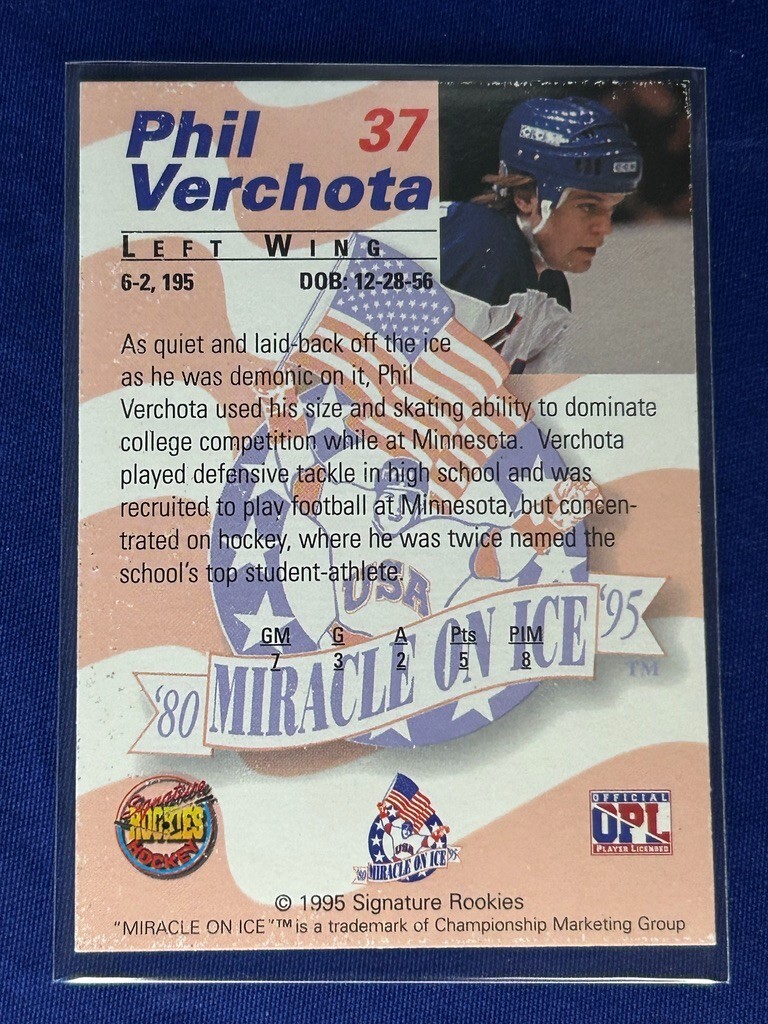 Phil 37
Verchota
LEFT WING
6-2, 195 DOB: 12-28-56
CCM
As quiet and laid-back off the ice
as he was demonic on it, Phil
Verchota used his size and skating ability to dominate
college competition while at Minnesota. Verchota
played defensive tackle in high school and was
recruited to play football at Minnesota, but concen-
trated on hockey, where he was twice named the
school's top student-athlete.
USA
GM G A Pts PIM
7 3 2 5 8
'80 MIRACLE ON ICE '95 TM
Signature
ROOKIES
HOCKEY
USA
'80 MIRACLE ON ICE '95
OFFICIAL
UPL
PLAYER LICENSED
© 1995 Signature Rookies
"MIRACLE ON ICE"™ is a trademark of Championship Marketing Group